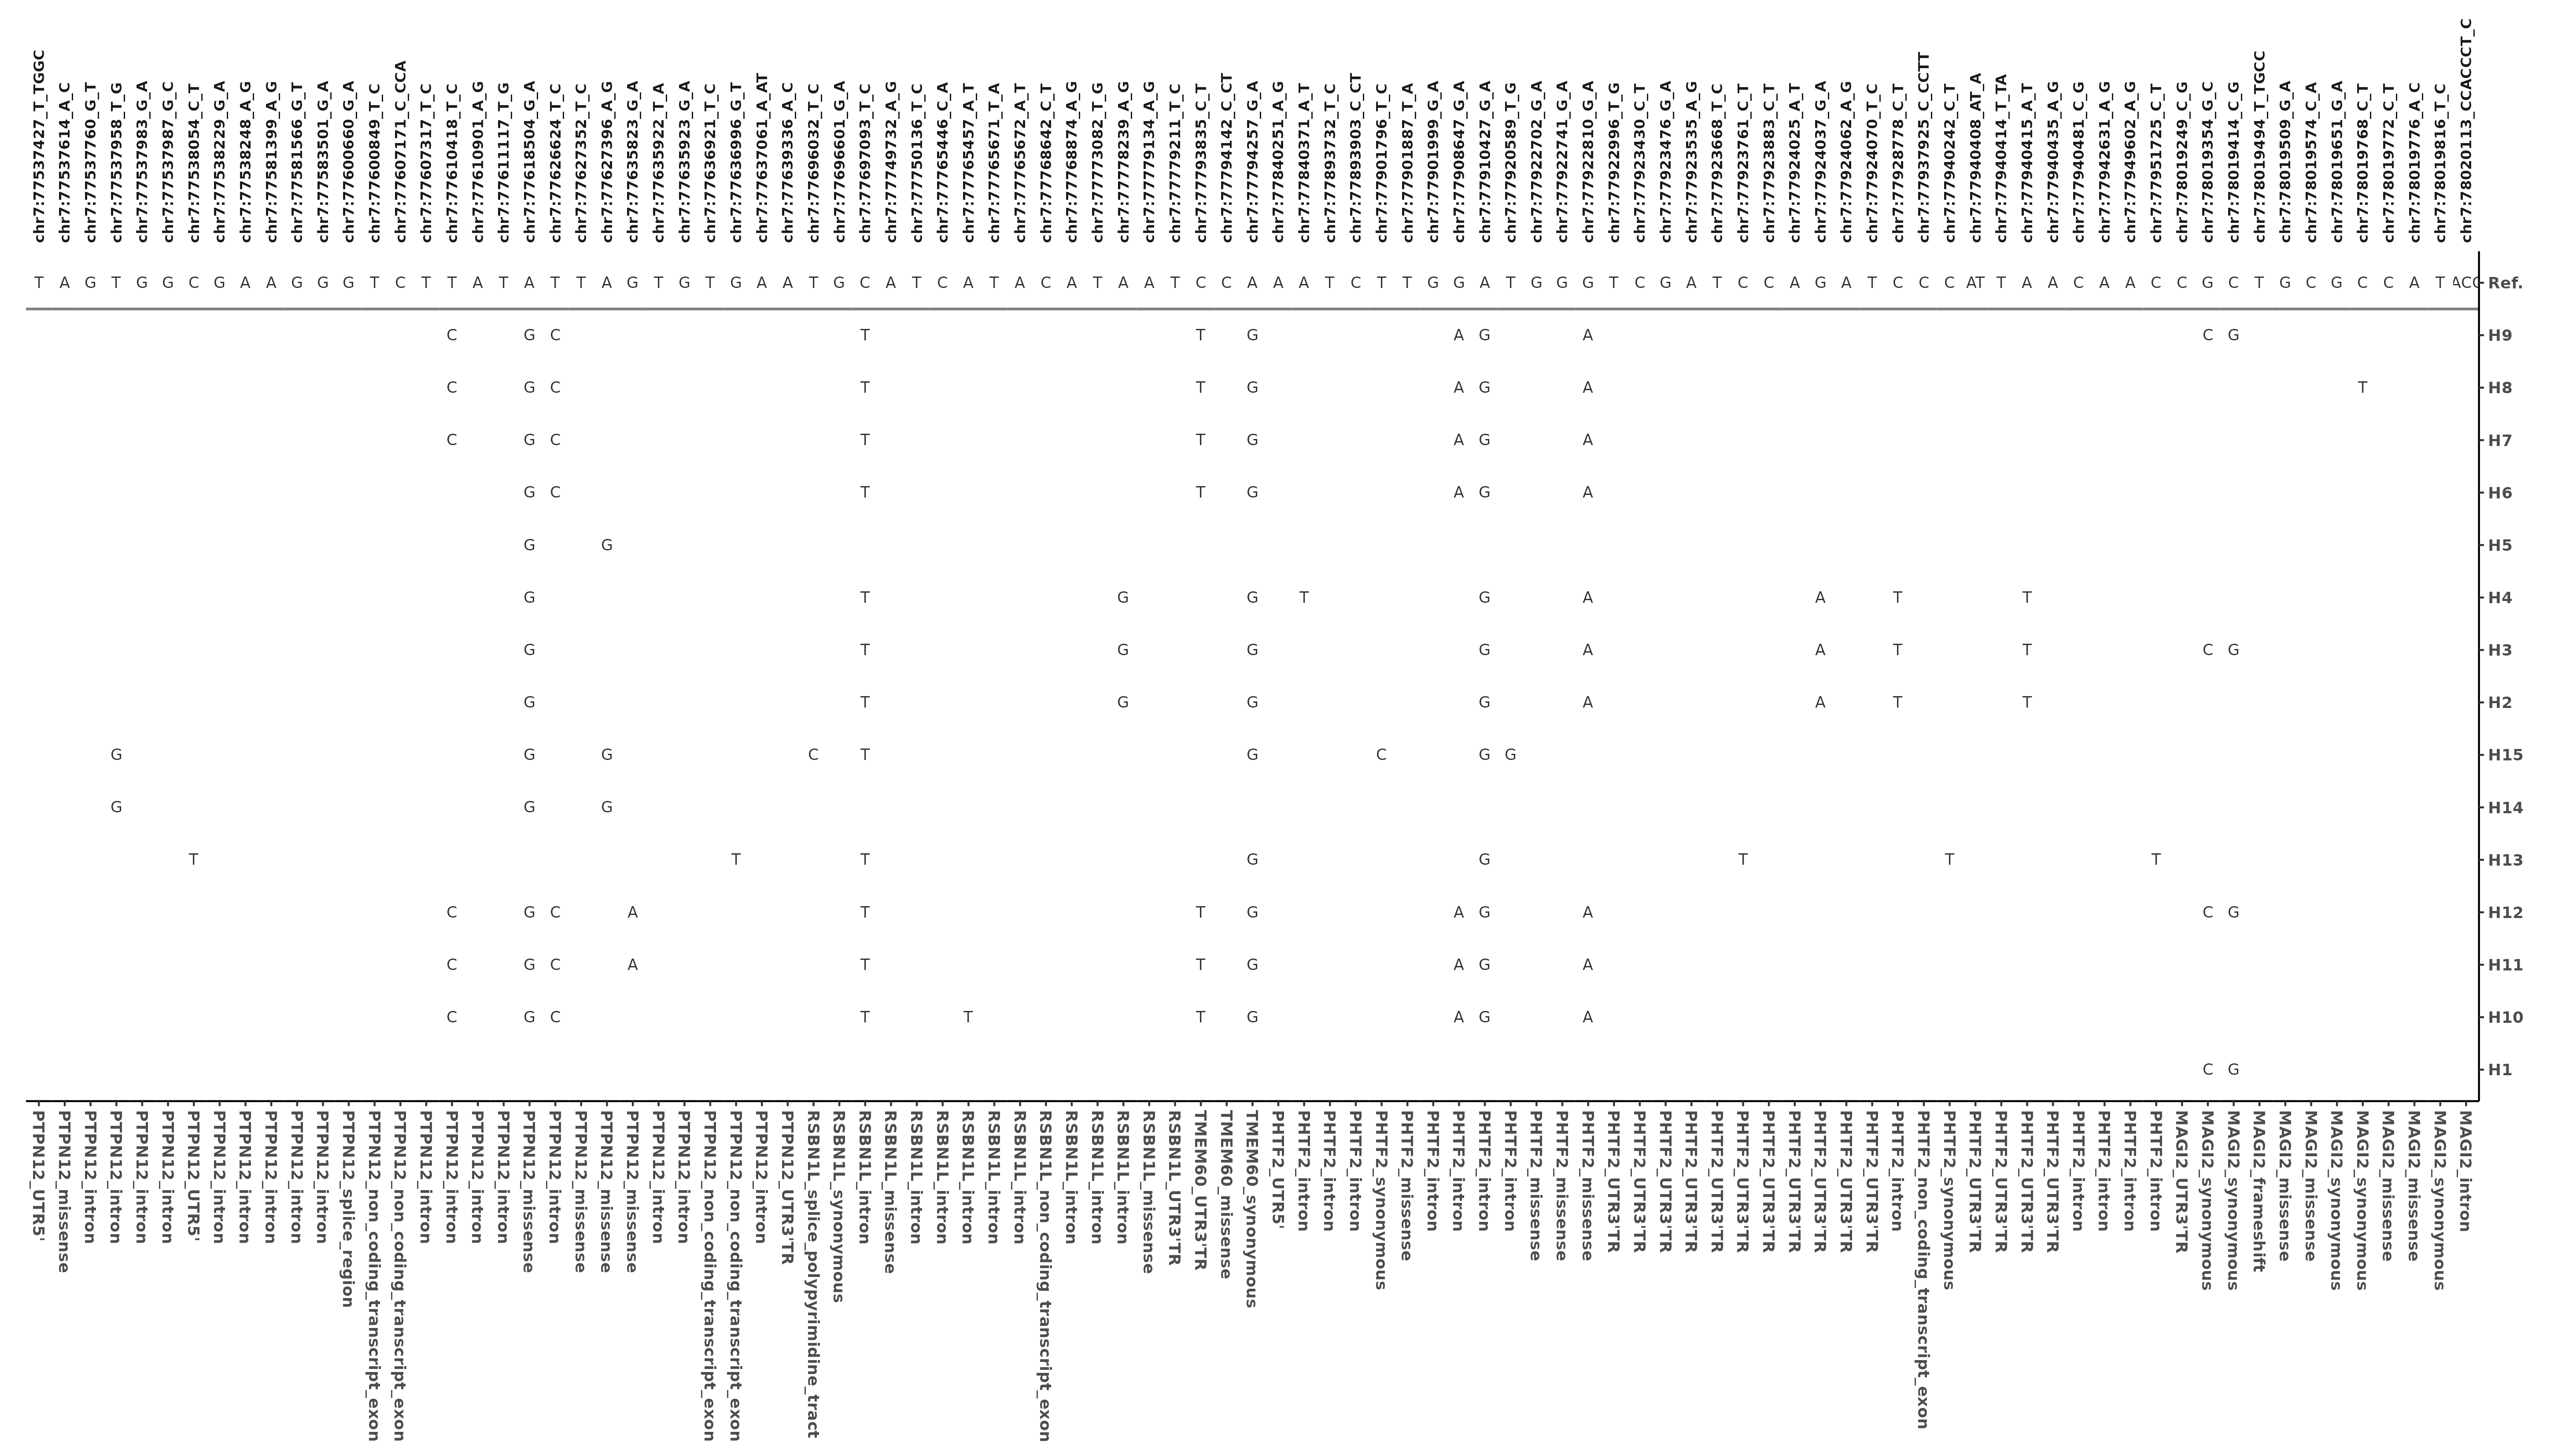 chr7:77537427_T_TGGC
chr7:77537614_A_C
chr7:77537760_G_T
chr7:77537958_T_G
chr7:77537983_G_A
chr7:77537987_G_C
chr7:77538054_C_T
chr7:77538229_G_A
chr7:77538248_A_G
chr7:77581399_A_G
chr7:77581566_G_T
chr7:77583501_G_A
chr7:77600660_G_A
chr7:77600849_T_C
chr7:77607171_C_CCA
chr7:77607317_T_C
chr7:77610418_T_C
chr7:77610901_A_G
chr7:77611117_T_G
chr7:77618504_G_A
chr7:77626624_T_C
chr7:77627352_T_C
chr7:77627396_A_G
chr7:77635823_G_A
chr7:77635922_T_A
chr7:77635923_G_A
chr7:77636921_T_C
chr7:77636996_G_T
chr7:77637061_A_AT
chr7:77639336_A_C
chr7:77696032_T_C
chr7:77696601_G_A
chr7:77697093_T_C
chr7:77749732_A_G
chr7:77750136_T_C
chr7:77765446_C_A
chr7:77765457_A_T
chr7:77765671_T_A
chr7:77765672_A_T
chr7:77768642_C_T
chr7:77768874_A_G
chr7:77773082_T_G
chr7:77778239_A_G
chr7:77779134_A_G
chr7:77779211_T_C
chr7:77793835_C_T
chr7:77794142_C_CT
chr7:77794257_G_A
chr7:77840251_A_G
chr7:77840371_A_T
chr7:77893732_T_C
chr7:77893903_C_CT
chr7:77901796_T_C
chr7:77901887_T_A
chr7:77901999_G_A
chr7:77908647_G_A
chr7:77910427_G_A
chr7:77920589_T_G
chr7:77922702_G_A
chr7:77922741_G_A
chr7:77922810_G_A
chr7:77922996_T_G
chr7:77923430_C_T
chr7:77923476_G_A
chr7:77923535_A_G
chr7:77923668_T_C
chr7:77923761_C_T
chr7:77923883_C_T
chr7:77924025_A_T
chr7:77924037_G_A
chr7:77924062_A_G
chr7:77924070_T_C
chr7:77928778_C_T
chr7:77937925_C_CCTT
chr7:77940242_C_T
chr7:77940408_AT_A
chr7:77940414_T_TA
chr7:77940415_A_T
chr7:77940435_A_G
chr7:77940481_C_G
chr7:77942631_A_G
chr7:77949602_A_G
chr7:77951725_C_T
chr7:78019249_C_G
chr7:78019354_G_C
chr7:78019414_C_G
chr7:78019494_T_TGCC
chr7:78019509_G_A
chr7:78019574_C_A
chr7:78019651_G_A
chr7:78019768_C_T
chr7:78019772_C_T
chr7:78019776_A_C
chr7:78019816_T_C
chr7:78020113_CCACCCT_C
T A G T G G C G A A G G G T C T T A T A T T A G T G T G A A T G C A T C A T A C A T A A T C C A A A T C T T G G A T G G G T C G A T C C A G A T C C C AT T A A C A A C C G C T G C G C C A T ACC Ref.
C G C T T G A G A C G H9
C G C T T G A G A T H8
C G C T T G A G A H7
G C T T G A G A H6
G G H5
G T G G T G A A T T H4
G T G G G A A T T C G H3
G T G G G A A T T H2
G G G C T G C G G H15
G G G H14
T T T G G T T T H13
C G C A T T G A G A C G H12
C G C A T T G A G A H11
C G C T T T G A G A H10
C G H1
PTPN12_UTR5'
PTPN12_missense
PTPN12_intron
PTPN12_intron
PTPN12_intron
PTPN12_intron
PTPN12_UTR5'
PTPN12_intron
PTPN12_intron
PTPN12_intron
PTPN12_intron
PTPN12_intron
PTPN12_splice_region
PTPN12_non_coding_transcript_exon
PTPN12_non_coding_transcript_exon
PTPN12_intron
PTPN12_intron
PTPN12_intron
PTPN12_intron
PTPN12_missense
PTPN12_intron
PTPN12_missense
PTPN12_missense
PTPN12_missense
PTPN12_intron
PTPN12_intron
PTPN12_non_coding_transcript_exon
PTPN12_non_coding_transcript_exon
PTPN12_intron
PTPN12_UTR3'TR
RSBN1L_splice_polypyrimidine_tract
RSBN1L_synonymous
RSBN1L_intron
RSBN1L_missense
RSBN1L_intron
RSBN1L_intron
RSBN1L_intron
RSBN1L_intron
RSBN1L_intron
RSBN1L_non_coding_transcript_exon
RSBN1L_intron
RSBN1L_intron
RSBN1L_intron
RSBN1L_missense
RSBN1L_UTR3'TR
TMEM60_UTR3'TR
TMEM60_missense
TMEM60_synonymous
PHTF2_UTR5'
PHTF2_intron
PHTF2_intron
PHTF2_intron
PHTF2_synonymous
PHTF2_missense
PHTF2_intron
PHTF2_intron
PHTF2_intron
PHTF2_intron
PHTF2_missense
PHTF2_missense
PHTF2_missense
PHTF2_UTR3'TR
PHTF2_UTR3'TR
PHTF2_UTR3'TR
PHTF2_UTR3'TR
PHTF2_UTR3'TR
PHTF2_UTR3'TR
PHTF2_UTR3'TR
PHTF2_UTR3'TR
PHTF2_UTR3'TR
PHTF2_UTR3'TR
PHTF2_UTR3'TR
PHTF2_intron
PHTF2_non_coding_transcript_exon
PHTF2_synonymous
PHTF2_UTR3'TR
PHTF2_UTR3'TR
PHTF2_UTR3'TR
PHTF2_UTR3'TR
PHTF2_intron
PHTF2_intron
PHTF2_intron
PHTF2_intron
MAGI2_UTR3'TR
MAGI2_synonymous
MAGI2_synonymous
MAGI2_frameshift
MAGI2_missense
MAGI2_missense
MAGI2_synonymous
MAGI2_synonymous
MAGI2_missense
MAGI2_missense
MAGI2_synonymous
MAGI2_intron